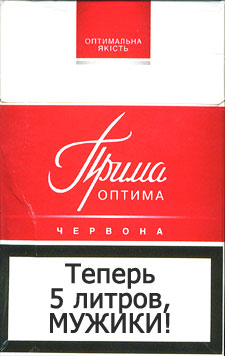 ОПТИМАЛЬНА
ЯКІСТЬ
Прима
ОПТИМА
ЧЕРВОНА
Теперь
5 литров,
МУЖИКИ!